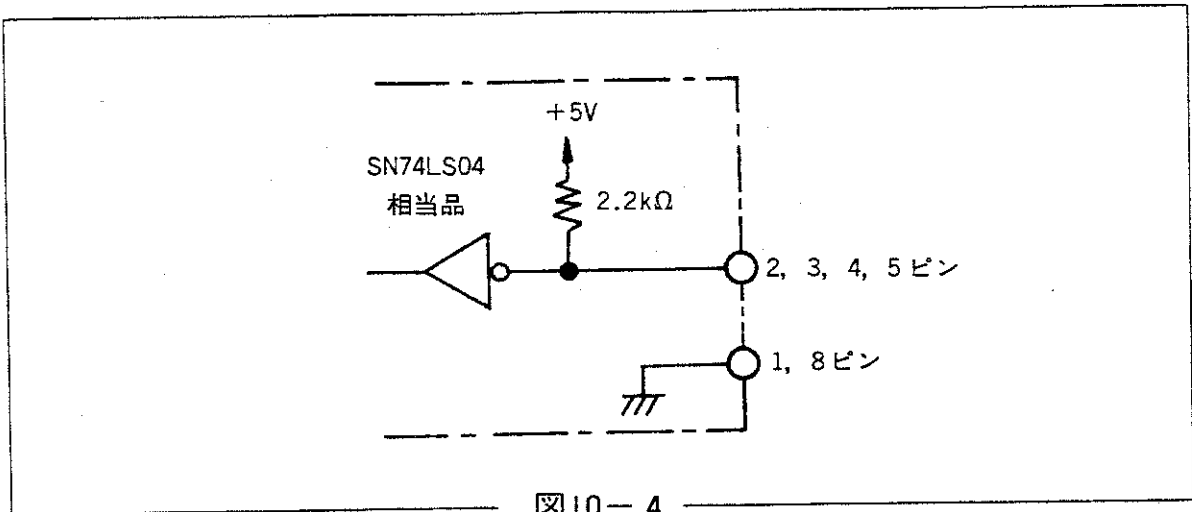 +5V
SN74LS04
相当品
2.2kΩ
2, 3, 4, 5ピン
1, 8ピン
図10-4